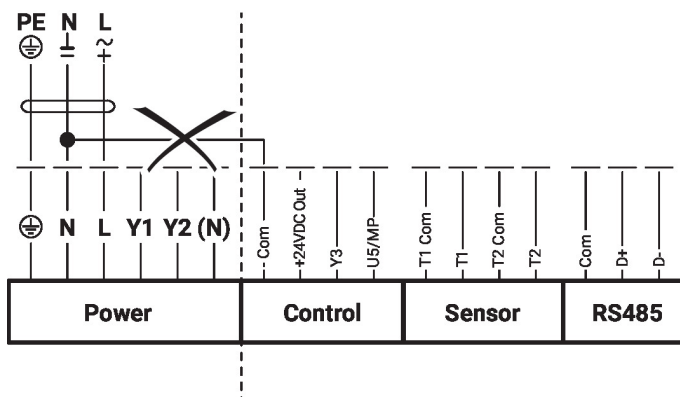 PE N L
N L Y1 Y2 (N)
- Com
+24VDC Out
Y3
U5/MP
T1 Com
T1
T2 Com
T2
Com
D+
D-
Power
Control
Sensor
RS485